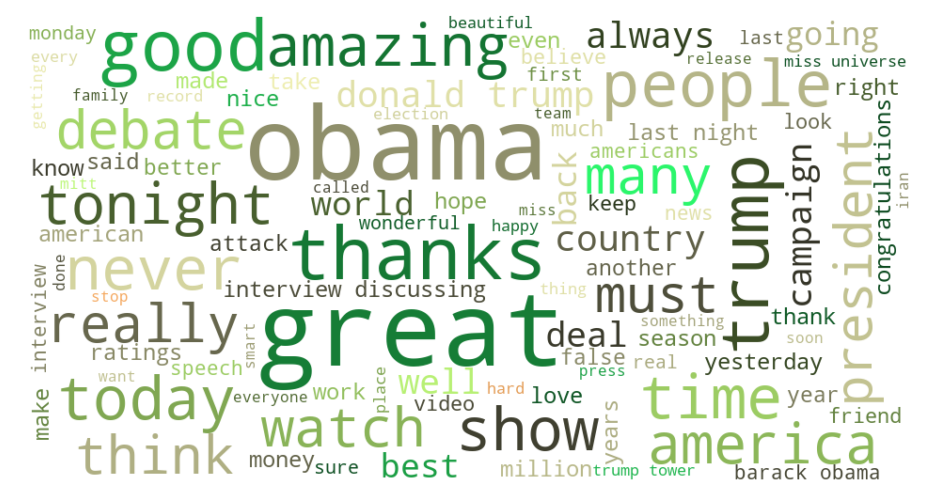 monday
good
amazing
beautiful
even
always
last
going
every
getting
family
record
made
nice
take
believe
first
release
miss universe
people
right
donald trump
election
team
much
last night
look
congratulations
debate
obama
americans
know
said
better
mitt
tonight
called
world
hope
back
many
keep
trump
campaign
president
iran
wonderful
miss
happy
news
american
attack
thanks
country
another
never
done
interview discussing
thing
must
stop
really
great
deal
something
season
thank
soon
make interview
ratings
speech
smart
false
real
press
yesterday
want
today
everyone
work
place
well
hard
love
video
years
time
year
friend
watch
show
america
think
money
sure
best
million
trump tower
barack obama